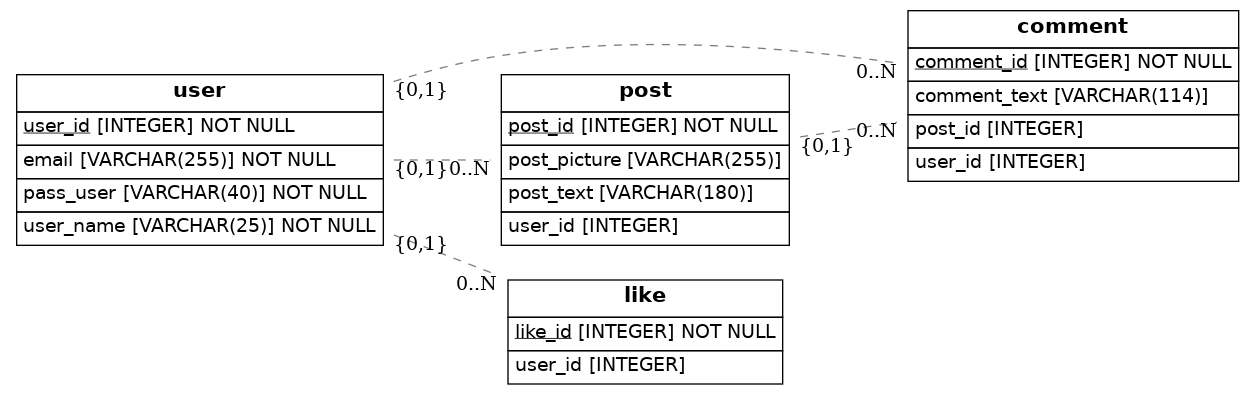 user
user_id [INTEGER] NOT NULL
email [VARCHAR(255)] NOT NULL
pass_user [VARCHAR(40)] NOT NULL
user_name [VARCHAR(25)] NOT NULL
{0,1}
0..N
{0,1}
0..N
{0,1}
0..N
post
post_id [INTEGER] NOT NULL
post_picture [VARCHAR(255)]
post_text [VARCHAR(180)]
user_id [INTEGER]
{0,1}
0..N
comment
comment_id [INTEGER] NOT NULL
comment_text [VARCHAR(114)]
post_id [INTEGER]
user_id [INTEGER]
like
like_id [INTEGER] NOT NULL
user_id [INTEGER]